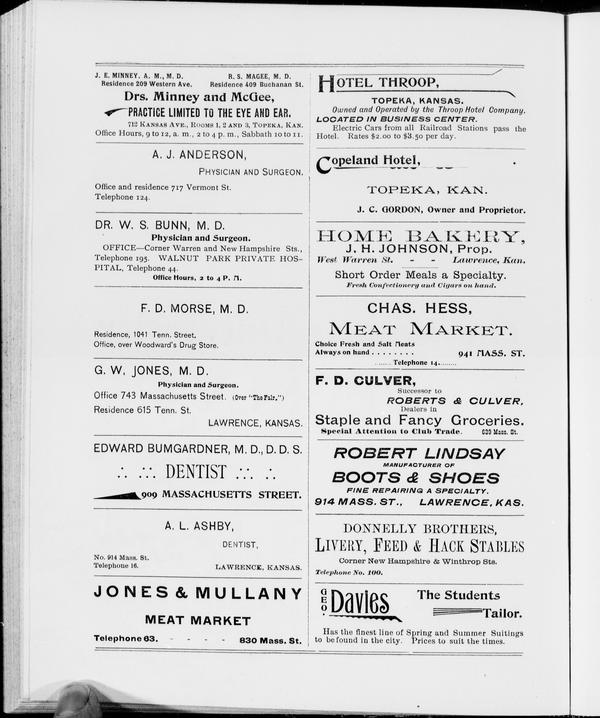 J. E. MINNEY, A. M., M. D. R. S. MAGEE, M. D.
Residence 209 Western Ave. Residence 409 Buchanan St.
Drs. Minney and McGee,
PRACTICE LIMITED TO THE EYE AND EAR.
712 KANSAS AVE., ROOMS 1, 2 AND 3, TOPEKA, KAN.
Office Hours, 9 to 12, a. m., 2 to 4 p. m., Sabbath 10 to 11.
A. J. ANDERSON,
PHYSICIAN AND SURGEON.
Office and residence 717 Vermont St.
Telephone 124.
DR. W. S. BUNN, M. D.
Physician and Surgeon.
OFFICE—Corner Warren and New Hampshire Sts.,
Telephone 195. WALNUT PARK PRIVATE HOS-
PITAL, Telephone 44.
Office Hours, 2 to 4 P. M.
F. D. MORSE, M. D.
Residence, 1041 Tenn. Street.
Office, over Woodward's Drug Store.
G. W. JONES, M. D.
Physician and Surgeon.
Office 743 Massachusetts Street. (Over "The Fair.")
Residence 615 Tenn. St.
LAWRENCE, KANSAS.
EDWARD BUMGARDNER, M. D., D. D. S.
DENTIST
909 MASSACHUSETTS STREET.
A. L. ASHBY,
DENTIST,
No. 914 Mass. St.
Telephone 16. LAWRENCE, KANSAS.
JONES & MULLANY
MEAT MARKET
Telephone 63. - - - - 830 Mass. St.
HOTEL THROOP,
TOPEKA, KANSAS.
Owned and Operated by the Throop Hotel Company.
LOCATED IN BUSINESS CENTER.
Electric Cars from all Railroad Stations pass the
Hotel. Rates $2.00 to $3.50 per day.
Copeland Hotel,
TOPEKA, KAN.
J. C. GORDON, Owner and Proprietor.
HOME BAKERY,
J. H. JOHNSON, Prop.
West Warren St. - - Lawrence, Kan.
Short Order Meals a Specialty.
Fresh Confectionery and Cigars on hand.
CHAS. HESS,
MEAT MARKET.
Choice Fresh and Salt Meats
Always on hand . . . . . . . . 941 MASS. ST.
........ Telephone 14.........
F. D. CULVER,
Successor to
ROBERTS & CULVER,
Dealers in
Staple and Fancy Groceries.
Special Attention to Club Trade. 639 Mass. St.
ROBERT LINDSAY
MANUFACTURER OF
BOOTS & SHOES
FINE REPAIRING A SPECIALTY.
914 MASS. ST., LAWRENCE, KAS.
DONNELLY BROTHERS,
LIVERY, FEED & HACK STABLES
Corner New Hampshire & Winthrop Sts.
Telephone No. 100.
GEO. Davies The Students
Tailor.
Has the finest line of Spring and Summer Suitings
to be found in the city. Prices to suit the times.